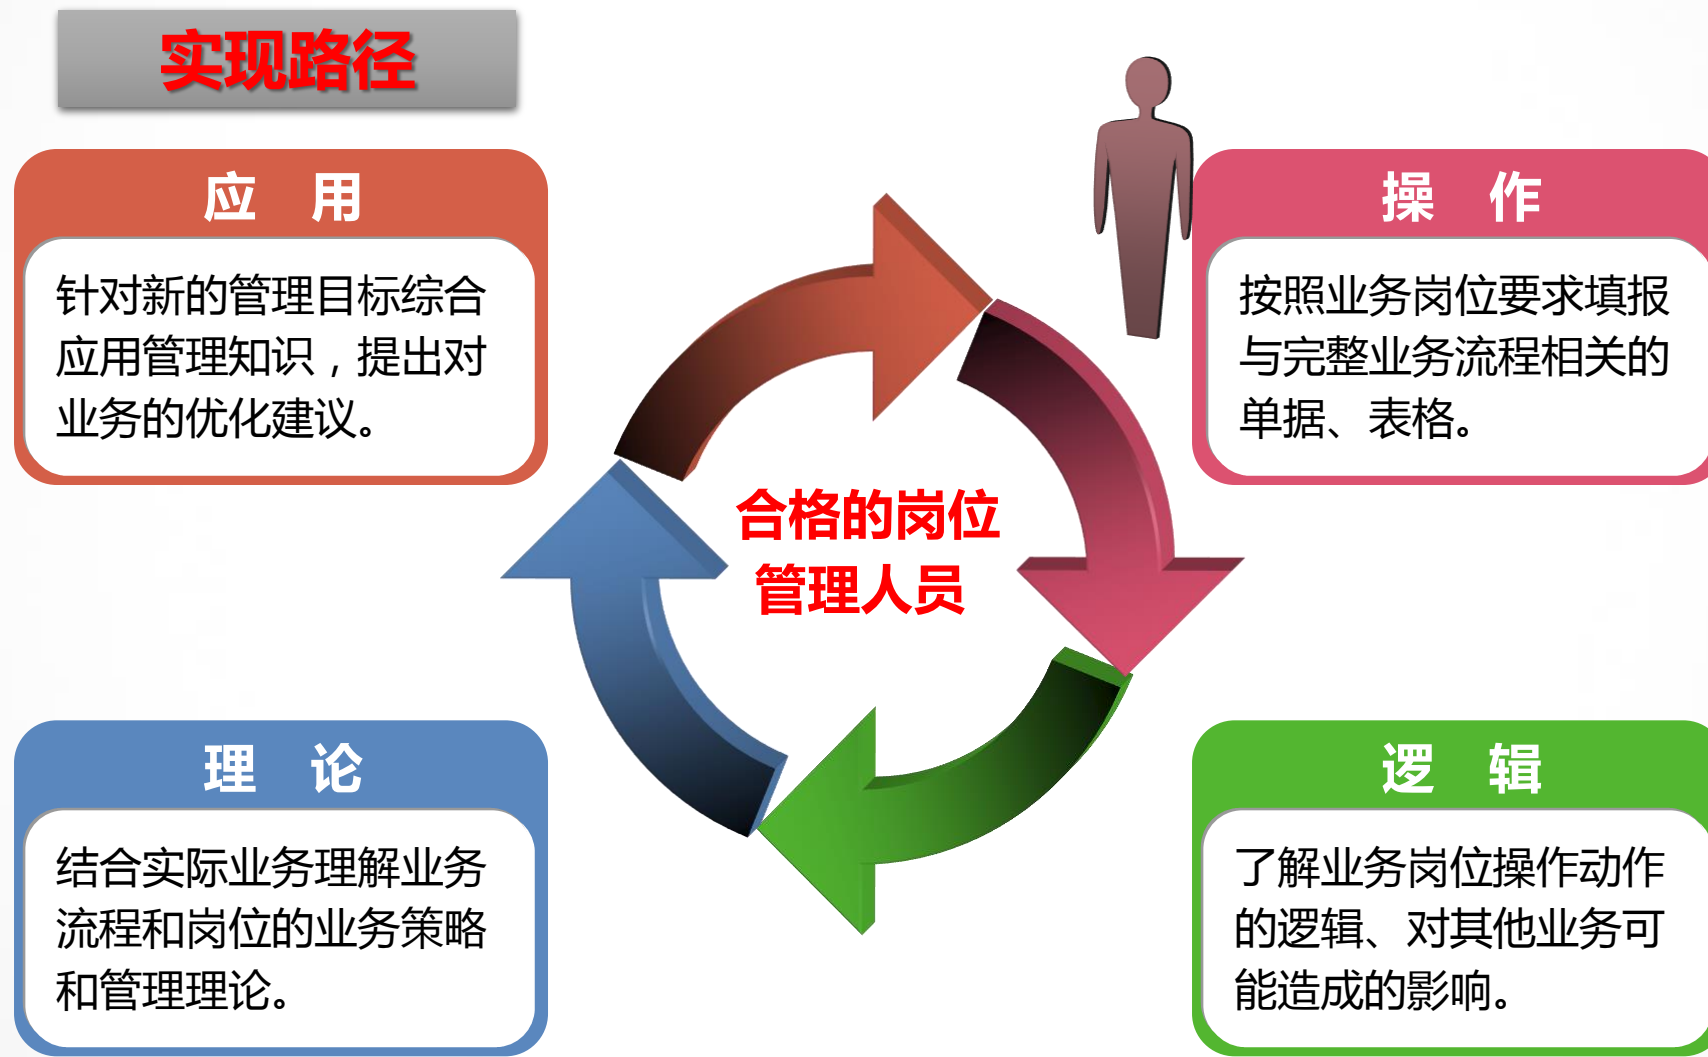 实现路径
应 用
针对新的管理目标综合
应用管理知识，提出对
业务的优化建议。
操 作
按照业务岗位要求填报
与完整业务流程相关的
单据、表格。
合格的岗位
管理人员
理 论
结合实际业务理解业务
流程和岗位的业务策略
和管理理论。
逻 辑
了解业务岗位操作动作
的逻辑、对其他业务可
能造成的影响。